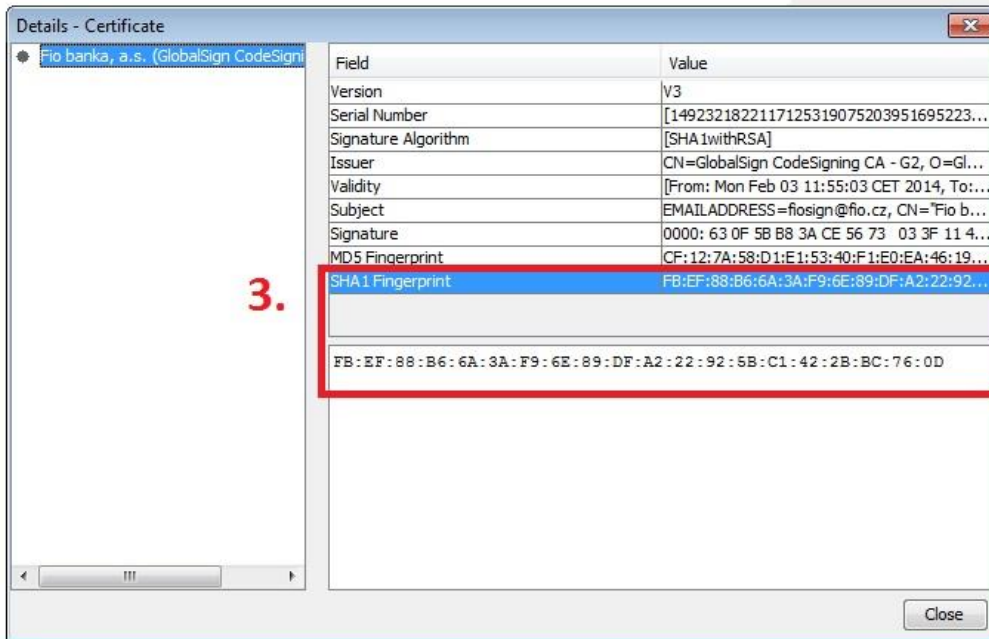 Details - Certificate
Fio banka, a.s. (GlobalSign CodeSigni
Field Value
Version V3
Serial Number [149232182211712531907520395169522​3...
Signature Algorithm [SHA1withRSA]
Issuer CN=GlobalSign CodeSigning CA - G2, O=Gl...
Validity [From: Mon Feb 03 11:55:03 CET 2014, To:...
Subject EMAILADDRESS=fiosign@fio.cz, CN="Fio b...
Signature 0000: 63 0F 5B B8 3A CE 56 73 03 3F 11 4...
MD5 Fingerprint CF:12:7A:58:D1:E1:53:40:F1:E0:EA:46:19...
SHA1 Fingerprint FB:EF:88:B6:6A:3A:F9:6E:89:DF:A2:22:92...
3.
FB:EF:88:B6:6A:3A:F9:6E:89:DF:A2:22:92:5B:C1:42:2B:BC:76:0D
Close